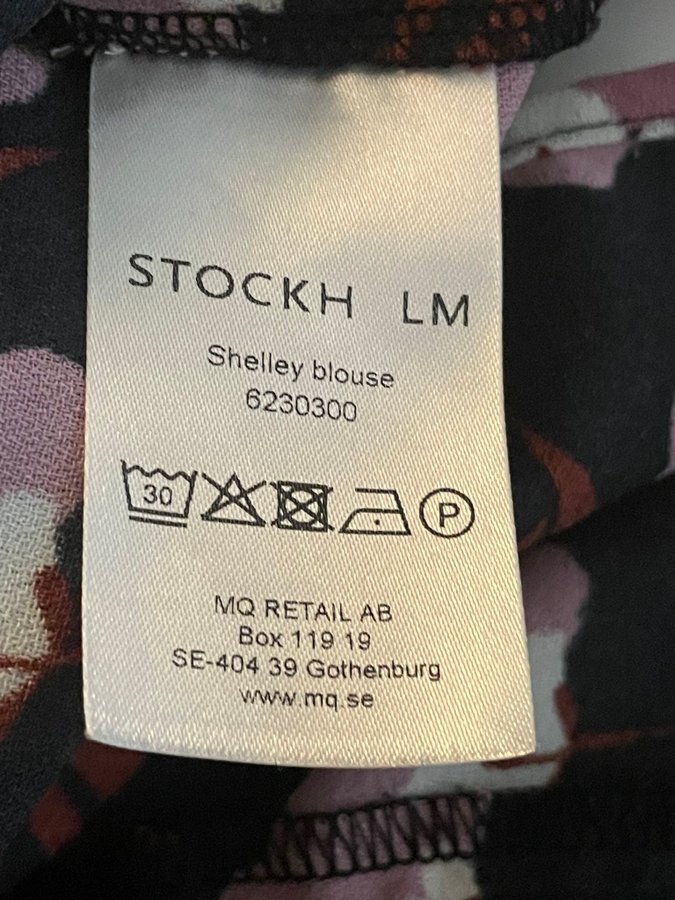 STOCKH LM
Shelley blouse
6230300
30
P
MQ RETAIL AB
Box 119 19
SE-404 39 Gothenburg
www.mq.se